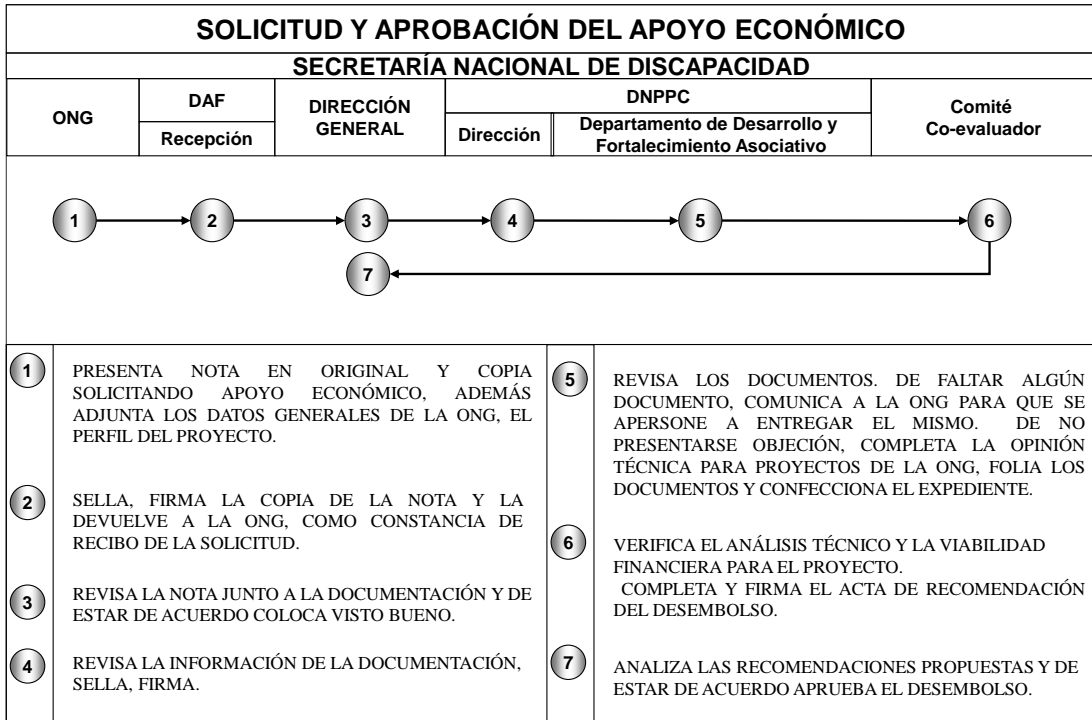 SOLICITUD Y APROBACIÓN DEL APOYO ECONÓMICO
SECRETARÍA NACIONAL DE DISCAPACIDAD
ONG
DAF
Recepción
DIRECCIÓN
GENERAL
DNPPC
Dirección
Departamento de Desarrollo y
Fortalecimiento Asociativo
Comité
Co-evaluador
1
2
3
4
5
6
7
1
PRESENTA NOTA EN ORIGINAL Y COPIA
SOLICITANDO APOYO ECONÓMICO, ADEMÁS
ADJUNTA LOS DATOS GENERALES DE LA ONG, EL
PERFIL DEL PROYECTO.
2
SELLA, FIRMA LA COPIA DE LA NOTA Y LA
DEVUELVE A LA ONG, COMO CONSTANCIA DE
RECIBO DE LA SOLICITUD.
3
REVISA LA NOTA JUNTO A LA DOCUMENTACIÓN Y DE
ESTAR DE ACUERDO COLOCA VISTO BUENO.
4
REVISA LA INFORMACIÓN DE LA DOCUMENTACIÓN,
SELLA, FIRMA.
5
REVISA LOS DOCUMENTOS. DE FALTAR ALGÚN
DOCUMENTO, COMUNICA A LA ONG PARA QUE SE
APERSONE A ENTREGAR EL MISMO. DE NO
PRESENTARSE OBJECIÓN, COMPLETA LA OPINIÓN
TÉCNICA PARA PROYECTOS DE LA ONG, FOLIA LOS
DOCUMENTOS Y CONFECCIONA EL EXPEDIENTE.
6
VERIFICA EL ANÁLISIS TÉCNICO Y LA VIABILIDAD
FINANCIERA PARA EL PROYECTO.
COMPLETA Y FIRMA EL ACTA DE RECOMENDACIÓN
DEL DESEMBOLSO.
7
ANALIZA LAS RECOMENDACIONES PROPUESTAS Y DE
ESTAR DE ACUERDO APRUEBA EL DESEMBOLSO.